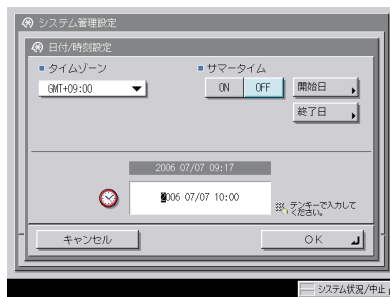 システム管理設定
日付/時刻設定
タイムゾーン
サマータイム
GMT+09:00
ON
OFF
開始日
終了日
2006 07/07 09:17
2006 07/07 10:00
テンキーで入力して
ください。
キャンセル
OK
システム状況/中止